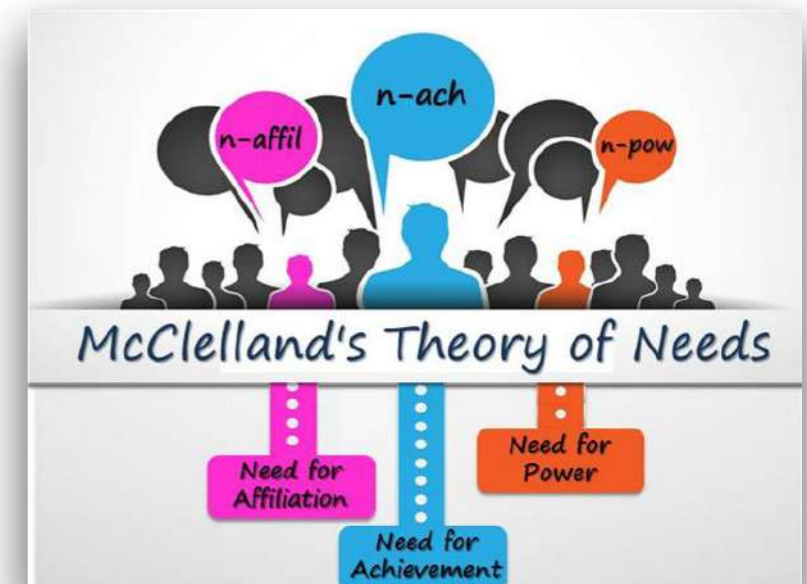 n-affil
n-ach
n-pow
McClelland's Theory of Needs
Need for
Affiliation
Need for
Achievement
Need for
Power